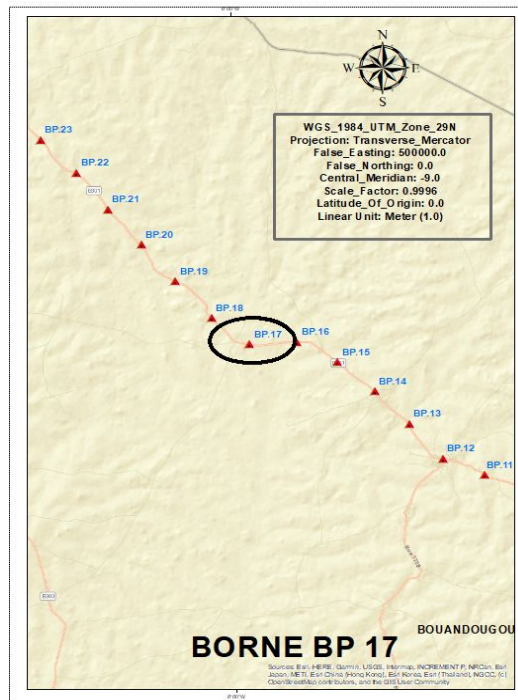 N
W E
S
WGS_1984_UTM_Zone_29N
Projection: Transverse_Mercator
False_Easting: 500000.0
False_Northing: 0.0
Central_Meridian: -9.0
Scale_Factor: 0.9996
Latitude_Of_Origin: 0.0
Linear Unit: Meter (1.0)
BP.23
BP.22
BP.21
BP.20
BP.19
BP.18
BP.17
BP.16
BP.15
BP.14
BP.13
BP.12
BP.11
BOUANDOUGOU
BORNE BP 17
Sources: Esri, HERE, Garmin, USGS, Intermap, INCREMENT P, NRCan, Esri
Japan, METI, Esri China (Hong Kong), Esri Korea, Esri (Thailand), NGCC, (c)
OpenStreetMap contributors, and the GIS User Community